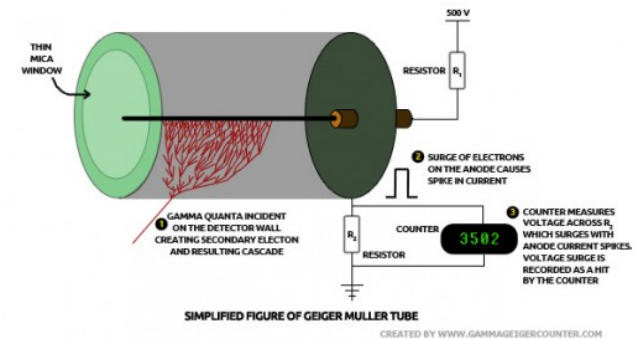 500 V
THIN
MICA
WINDOW
RESISTOR R1
2 SURGE OF ELECTRONS
ON THE ANODE CAUSES
SPIKE IN CURRENT
1 GAMMA QUANTA INCIDENT
ON THE DETECTOR WALL
CREATING SECONDARY ELECTON
AND RESULTING CASCADE
R2
RESISTOR
COUNTER
3502
3 COUNTER MEASURES
VOLTAGE ACROSS R2
WHICH SURGES WITH
ANODE CURRENT SPIKES.
VOLTAGE SURGE IS
RECORDED AS A HIT
BY THE COUNTER
SIMPLIFIED FIGURE OF GEIGER MULLER TUBE
CREATED BY WWW.GAMMAGEIGERCOUNTER.COM